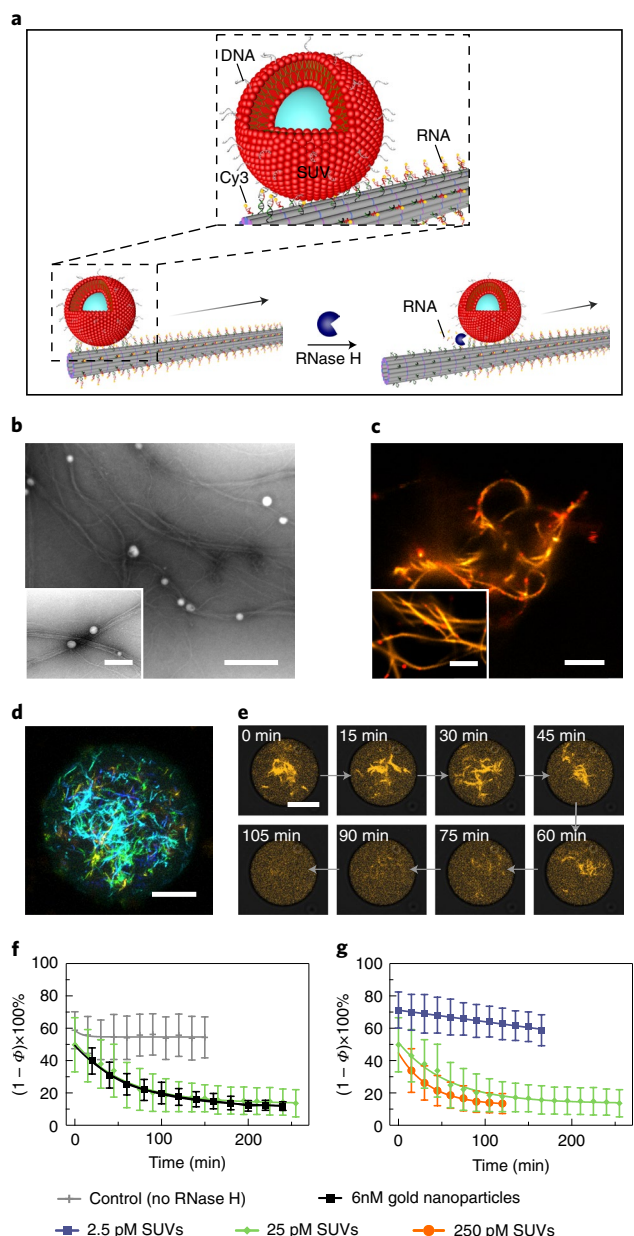 a
DNA
RNA
Cy3
SUV
RNA
RNase H
b
c
d
e
0 min
15 min
30 min
45 min
105 min
90 min
75 min
60 min
f
g
100
80
60
40
20
0
(1 − Φ)×100%
0
100
200
Time (min)
100
80
60
40
20
0
(1 − Φ)×100%
0
100
200
Time (min)
Control (no RNase H)
6nM gold nanoparticles
2.5 pM SUVs
25 pM SUVs
250 pM SUVs